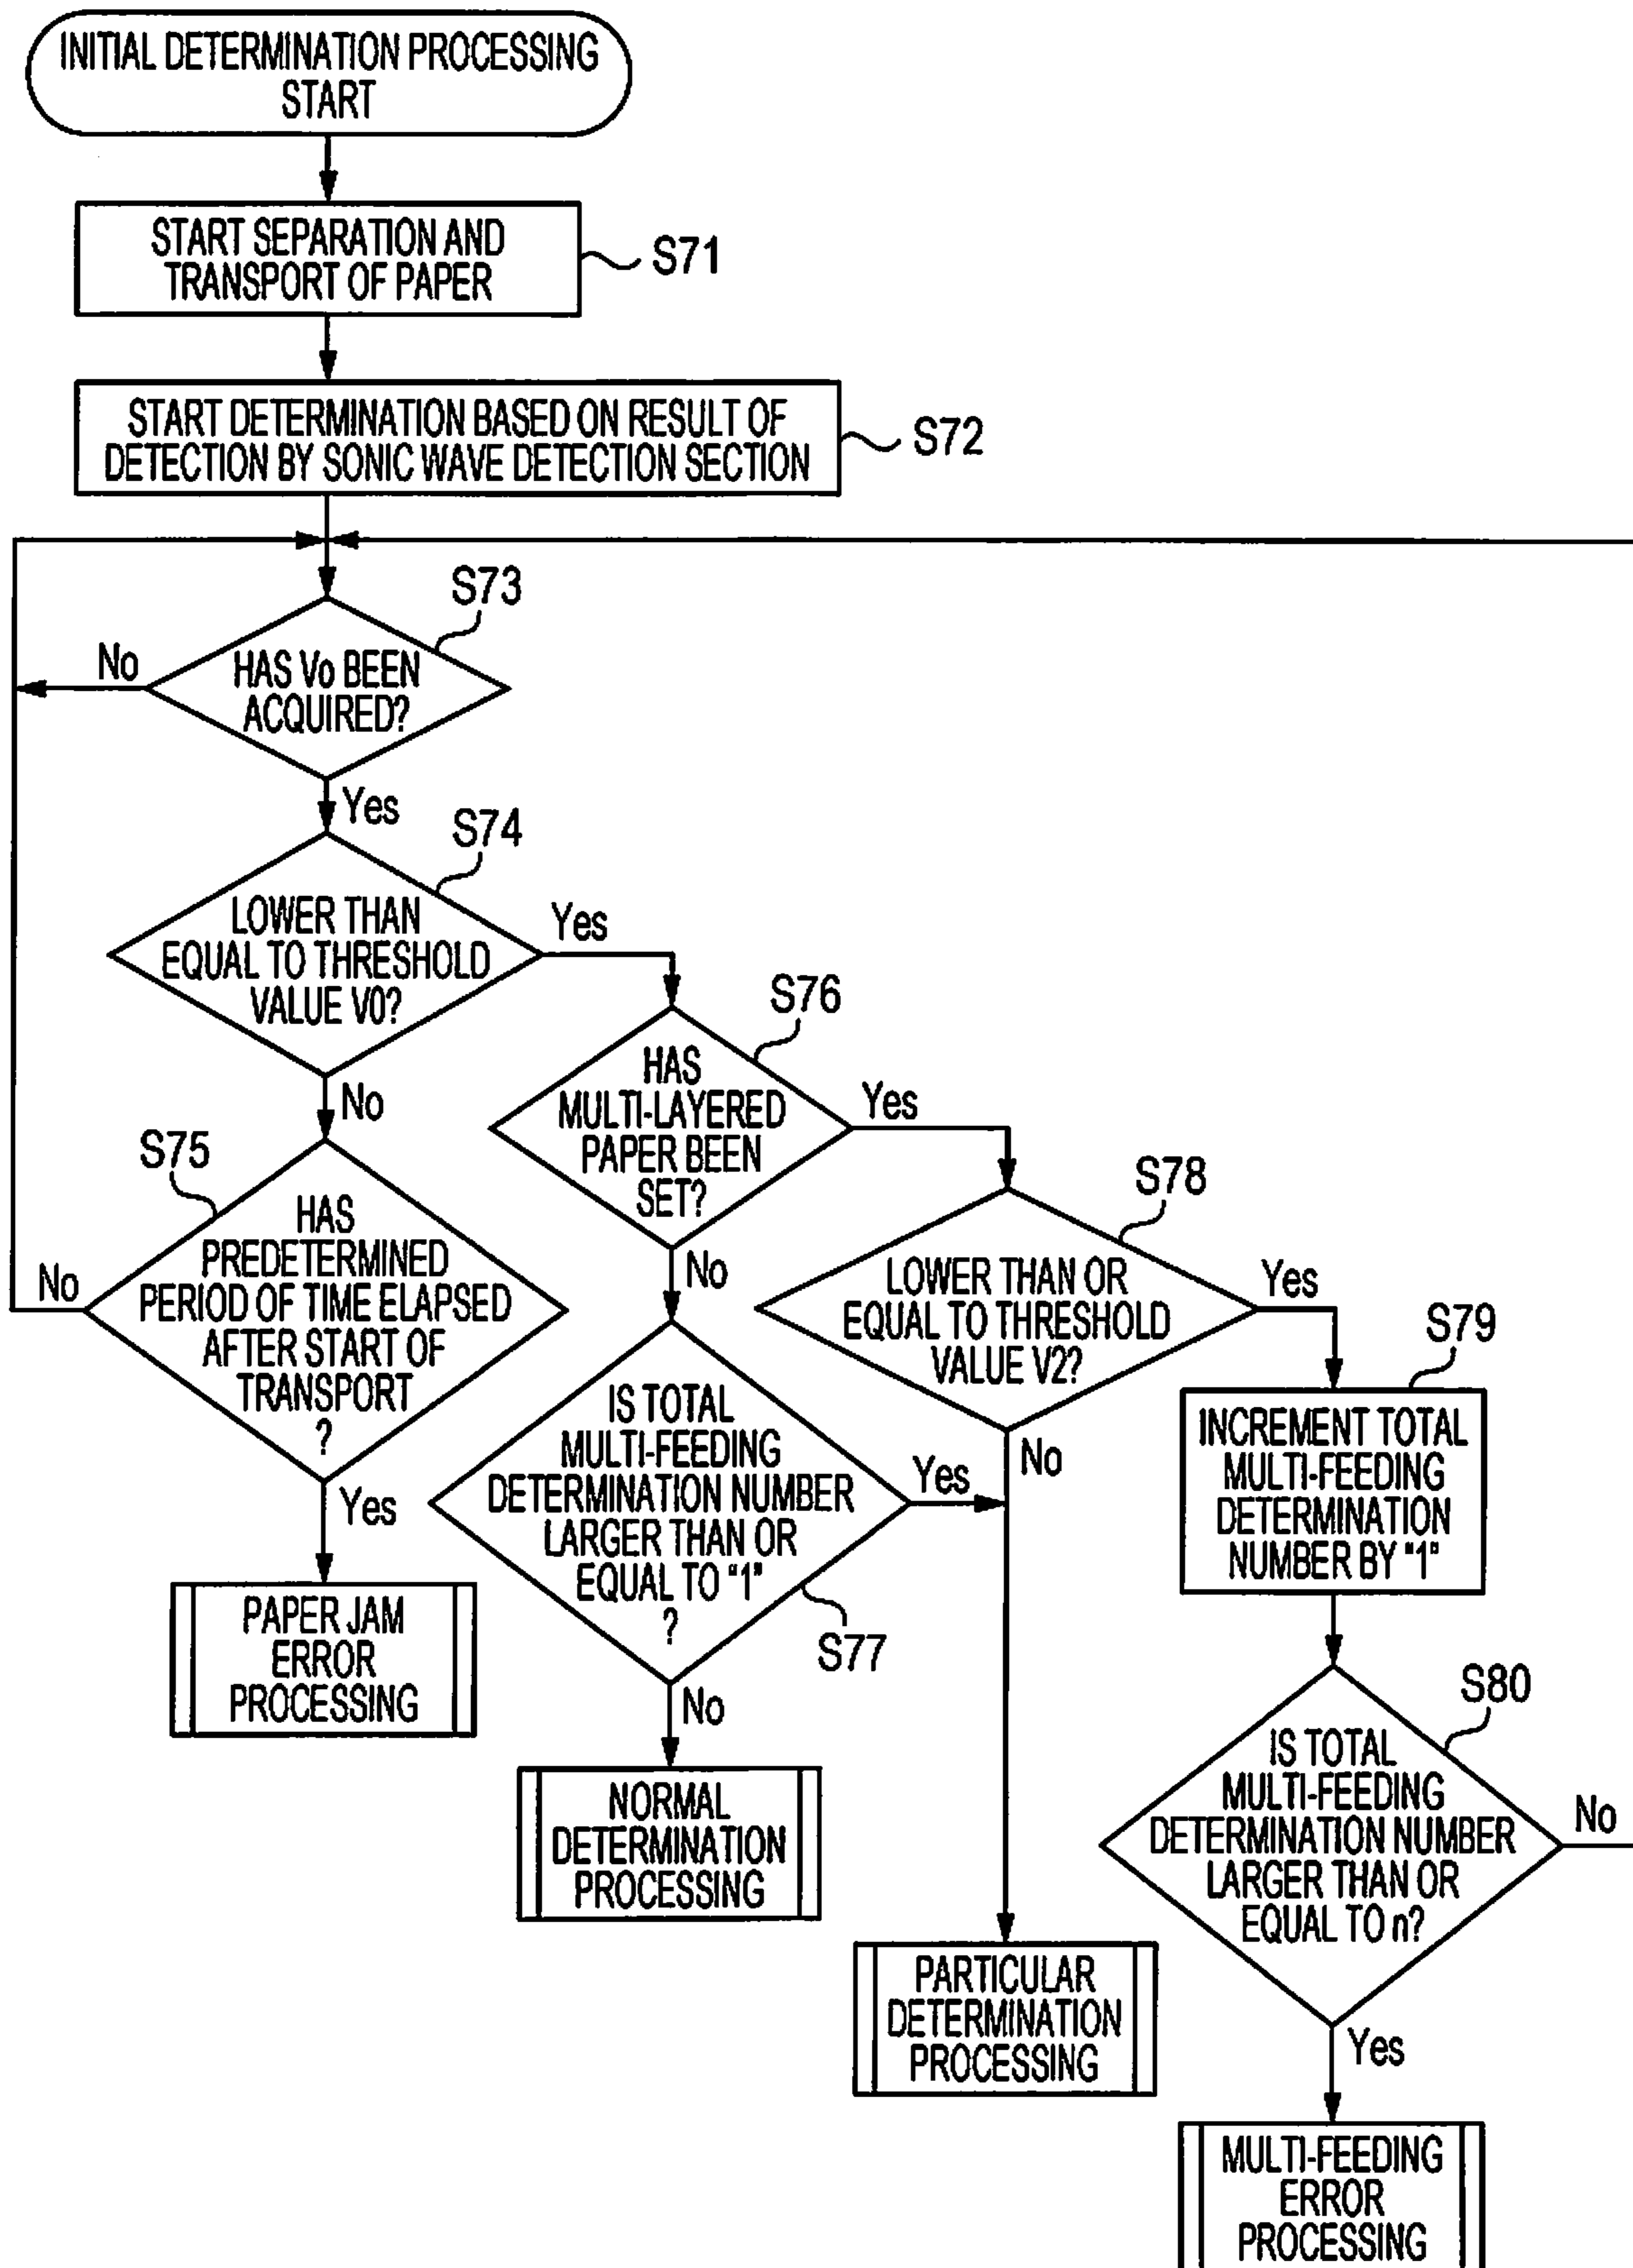 INITIAL DETERMINATION PROCESSING
START
START SEPARATION AND
TRANSPORT OF PAPER
S71
START DETERMINATION BASED ON RESULT OF
DETECTION BY SONIC WAVE DETECTION SECTION
S72
S73
No
HAS Vo BEEN
ACQUIRED?
Yes
S74
LOWER THAN
EQUAL TO THRESHOLD
VALUE V0?
Yes
No
S75
HAS
PREDETERMINED
PERIOD OF TIME ELAPSED
AFTER START OF
TRANSPORT
?
No
Yes
PAPER JAM
ERROR
PROCESSING
S76
HAS
MULTI-LAYERED
PAPER BEEN
SET?
Yes
No
IS TOTAL
MULTI-FEEDING
DETERMINATION NUMBER
LARGER THAN OR
EQUAL TO "1"
?
Yes
S77
No
NORMAL
DETERMINATION
PROCESSING
S78
LOWER THAN OR
EQUAL TO THRESHOLD
VALUE V2?
Yes
No
PARTICULAR
DETERMINATION
PROCESSING
S79
INCREMENT TOTAL
MULTI-FEEDING
DETERMINATION
NUMBER BY "1"
S80
IS TOTAL
MULTI-FEEDING
DETERMINATION NUMBER
LARGER THAN OR
EQUAL TO n?
No
Yes
MULTI-FEEDING
ERROR
PROCESSING